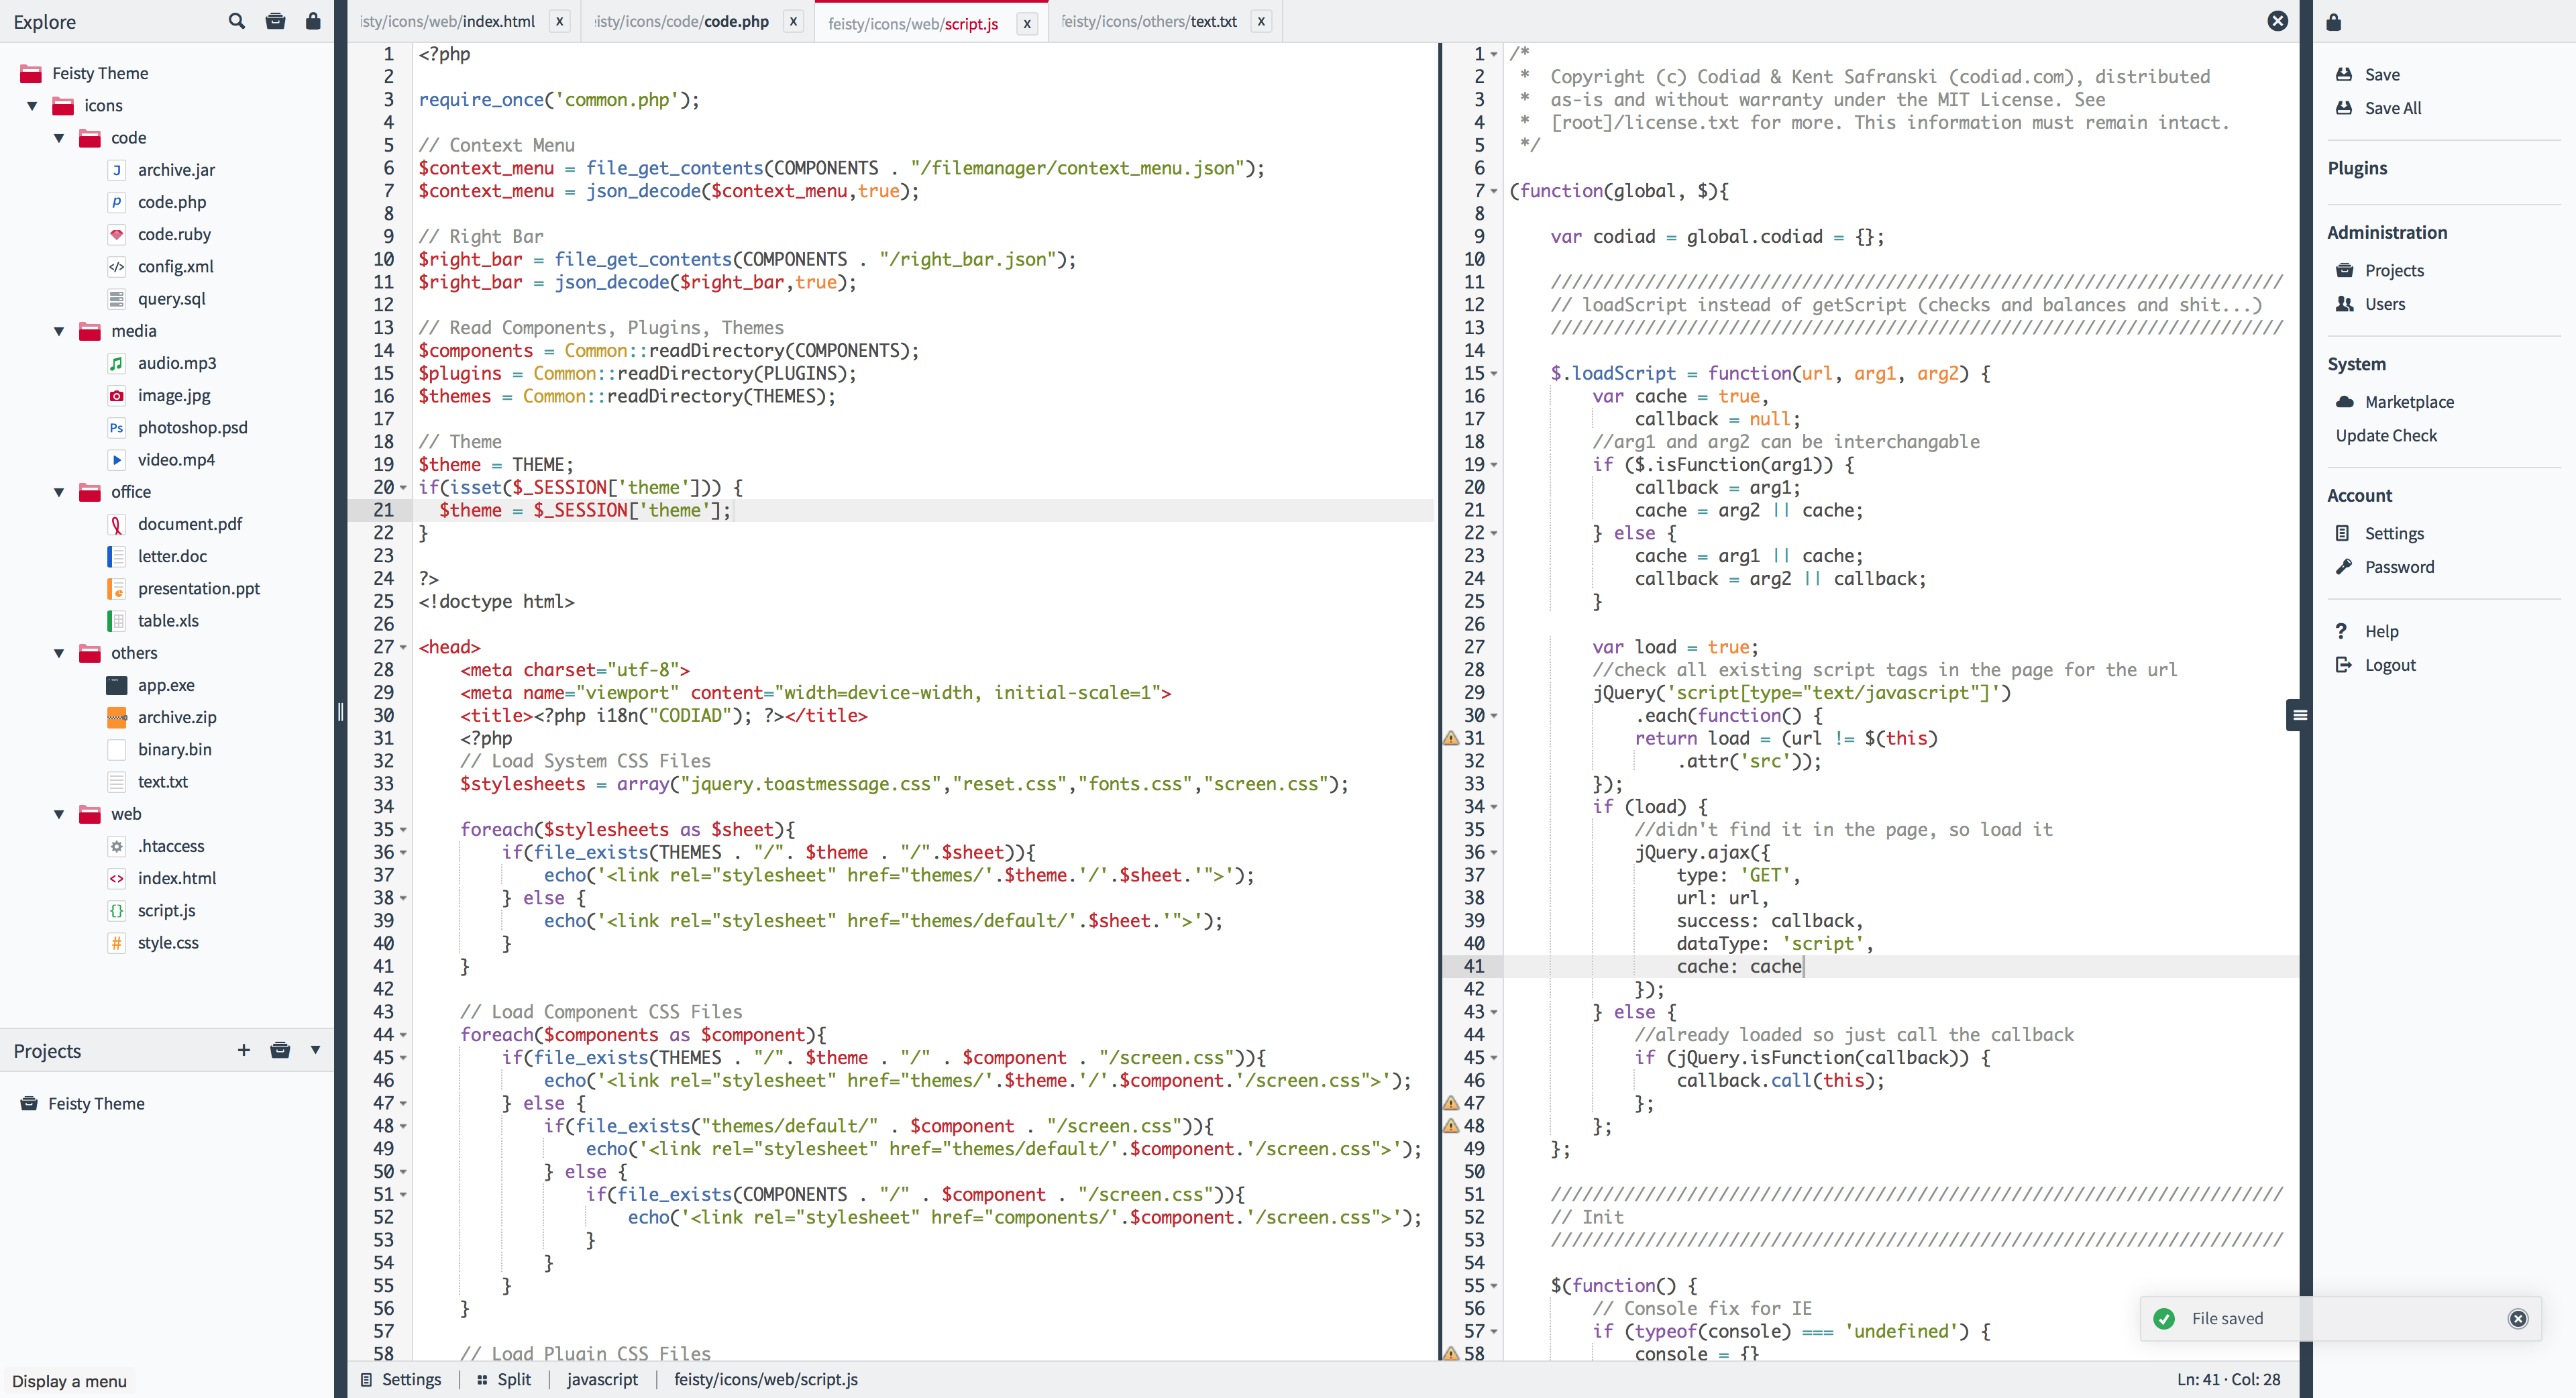 Explore
Feisty Theme
icons
code
archive.jar
code.php
code.ruby
config.xml
query.sql
media
audio.mp3
image.jpg
photoshop.psd
video.mp4
office
document.pdf
letter.doc
presentation.ppt
table.xls
others
app.exe
archive.zip
binary.bin
text.txt
web
.htaccess
index.html
script.js
style.css
Projects
Feisty Theme
Display a menu
isty/icons/web/index.html x
isty/icons/code/code.php x
feisty/icons/web/script.js x
feisty/icons/others/text.txt x
1 <?php
2
3 require_once('common.php');
4
5 // Context Menu
6 $context_menu = file_get_contents(COMPONENTS . "/filemanager/context_menu.json");
7 $context_menu = json_decode($context_menu,true);
8
9 // Right Bar
10 $right_bar = file_get_contents(COMPONENTS . "/right_bar.json");
11 $right_bar = json_decode($right_bar,true);
12
13 // Read Components, Plugins, Themes
14 $components = Common::readDirectory(COMPONENTS);
15 $plugins = Common::readDirectory(PLUGINS);
16 $themes = Common::readDirectory(THEMES);
17
18 // Theme
19 $theme = THEME;
20 if(isset($_SESSION['theme'])) {
21 $theme = $_SESSION['theme'];
22 }
23
24 ?>
25 <!doctype html>
26
27 <head>
28 <meta charset="utf-8">
29 <meta name="viewport" content="width=device-width, initial-scale=1">
30 <title><?php i18n("CODIAD"); ?></title>
31 <?php
32 // Load System CSS Files
33 $stylesheets = array("jquery.toastmessage.css","reset.css","fonts.css","screen.css");
34
35 foreach($stylesheets as $sheet){
36 if(file_exists(THEMES . "/". $theme . "/".$sheet)){
37 echo('<link rel="stylesheet" href="themes/'.$theme.'/'.$sheet.'">');
38 } else {
39 echo('<link rel="stylesheet" href="themes/default/'.$sheet.'">');
40 }
41 }
42
43 // Load Component CSS Files
44 foreach($components as $component){
45 if(file_exists(THEMES . "/". $theme . "/" . $component . "/screen.css")){
46 echo('<link rel="stylesheet" href="themes/'.$theme.'/'.$component.'/screen.css">');
47 } else {
48 if(file_exists("themes/default/" . $component . "/screen.css")){
49 echo('<link rel="stylesheet" href="themes/default/'.$component.'/screen.css">');
50 } else {
51 if(file_exists(COMPONENTS . "/" . $component . "/screen.css")){
52 echo('<link rel="stylesheet" href="components/'.$component.'/screen.css">');
53 }
54 }
55 }
56 }
57
58 // Load Plugin CSS Files
1 /*
2 * Copyright (c) Codiad & Kent Safranski (codiad.com), distributed
3 * as-is and without warranty under the MIT License. See
4 * [root]/license.txt for more. This information must remain intact.
5 */
6
7 (function(global, $){
8
9 var codiad = global.codiad = {};
10
11 //////////////////////////////////////////////////////////////////////
12 // loadScript instead of getScript (checks and balances and shit...)
13 //////////////////////////////////////////////////////////////////////
14
15 $.loadScript = function(url, arg1, arg2) {
16 var cache = true,
17 callback = null;
18 //arg1 and arg2 can be interchangable
19 if ($.isFunction(arg1)) {
20 callback = arg1;
21 cache = arg2 || cache;
22 } else {
23 cache = arg1 || cache;
24 callback = arg2 || callback;
25 }
26
27 var load = true;
28 //check all existing script tags in the page for the url
29 jQuery('script[type="text/javascript"]')
30 .each(function() {
31 return load = (url != $(this)
32 .attr('src'));
33 });
34 if (load) {
35 //didn't find it in the page, so load it
36 jQuery.ajax({
37 type: 'GET',
38 url: url,
39 success: callback,
40 dataType: 'script',
41 cache: cache
42 });
43 } else {
44 //already loaded so just call the callback
45 if (jQuery.isFunction(callback)) {
46 callback.call(this);
47 };
48 };
49 };
50
51 //////////////////////////////////////////////////////////////////////
52 // Init
53 //////////////////////////////////////////////////////////////////////
54
55 $(function() {
56 // Console fix for IE
57 if (typeof(console) === 'undefined') {
58 console = {}
Settings
Split
javascript
feisty/icons/web/script.js
Ln: 41 · Col: 28
Save
Save All
Plugins
Administration
Projects
Users
System
Marketplace
Update Check
Account
Settings
Password
? Help
Logout
File saved